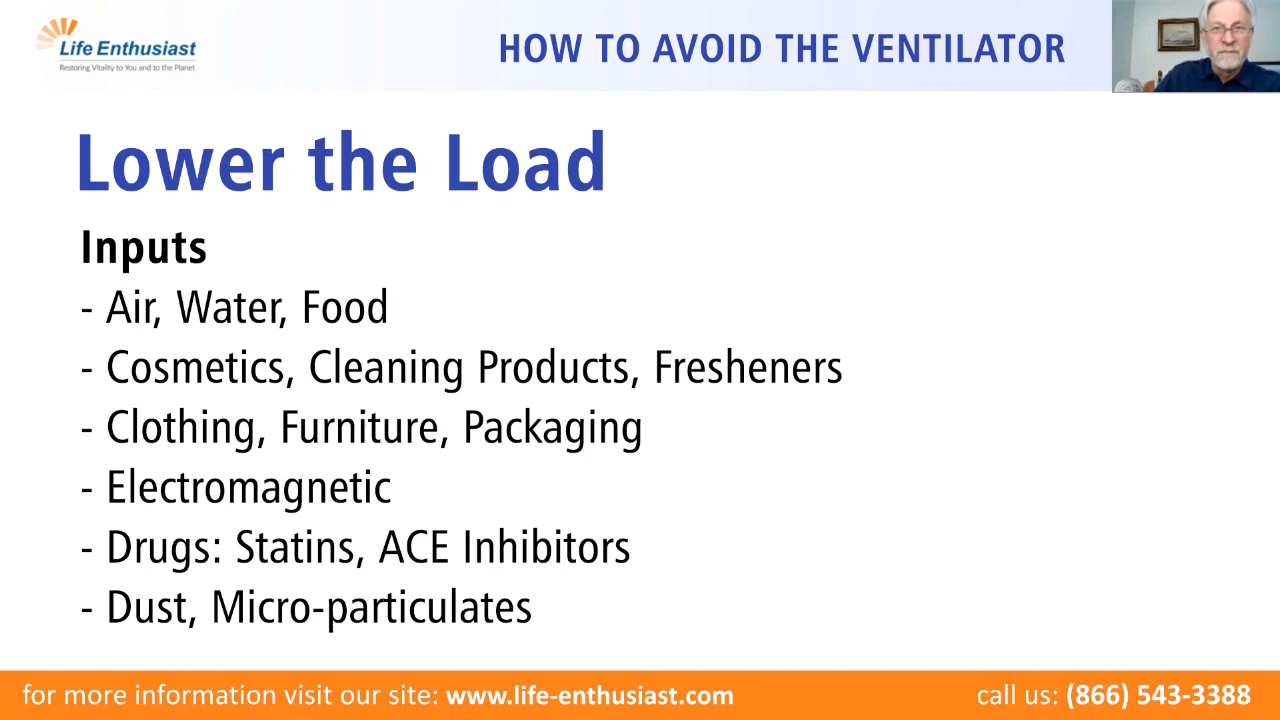 Life Enthusiast
Restoring Vitality to You and to the Planet
HOW TO AVOID THE VENTILATOR
Lower the Load
Inputs
- Air, Water, Food
- Cosmetics, Cleaning Products, Fresheners
- Clothing, Furniture, Packaging
- Electromagnetic
- Drugs: Statins, ACE Inhibitors
- Dust, Micro-particulates
for more information visit our site: www.life-enthusiast.com
call us: (866) 543-3388